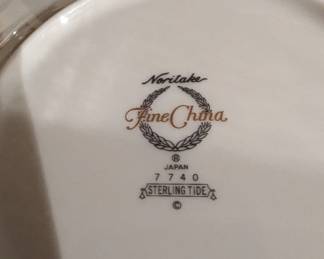 Noritake
Fine China
®
JAPAN
7740
STERLING TIDE
©